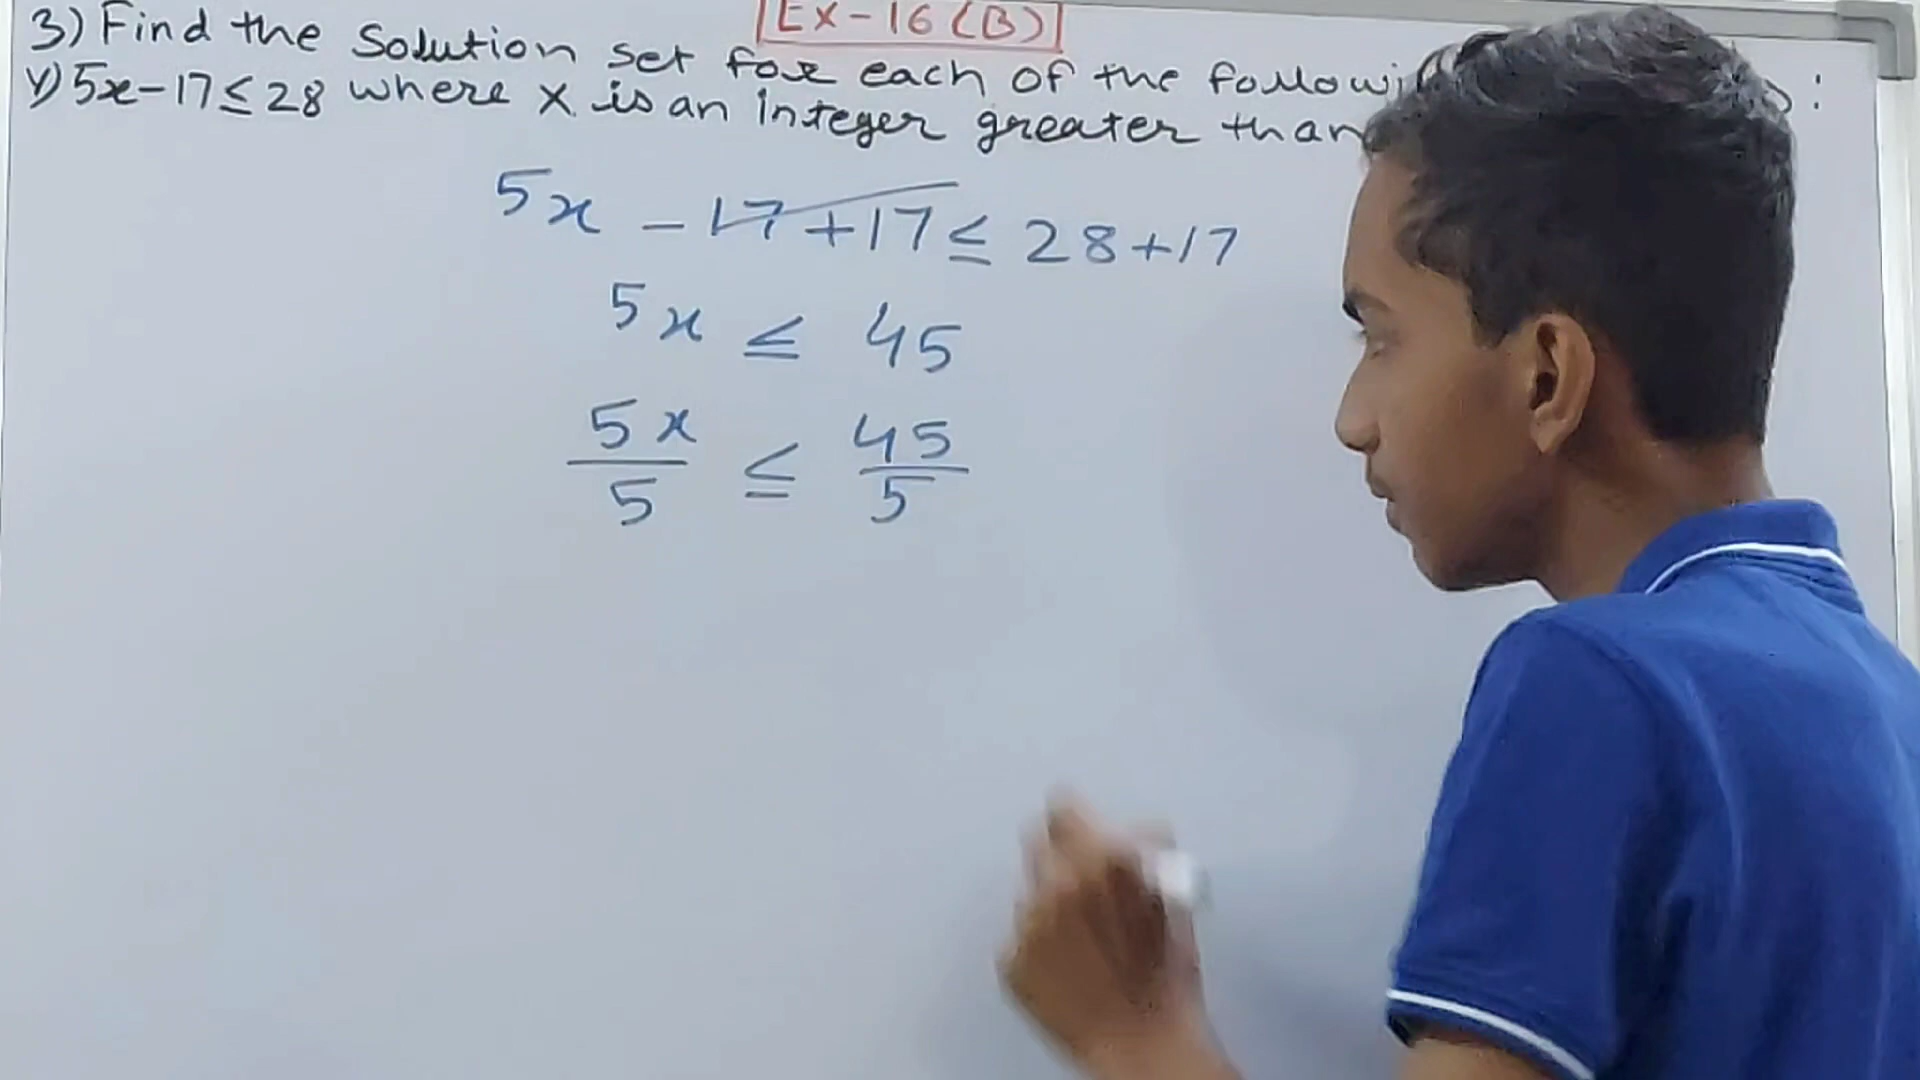 Ex-16(B)
3) Find the Solution set for each of the
v) 5x-17≤28 where x is an integer greater than
5x - 17 + 17 ≤ 28+17
5x ≤ 45
5x/5 ≤ 45/5